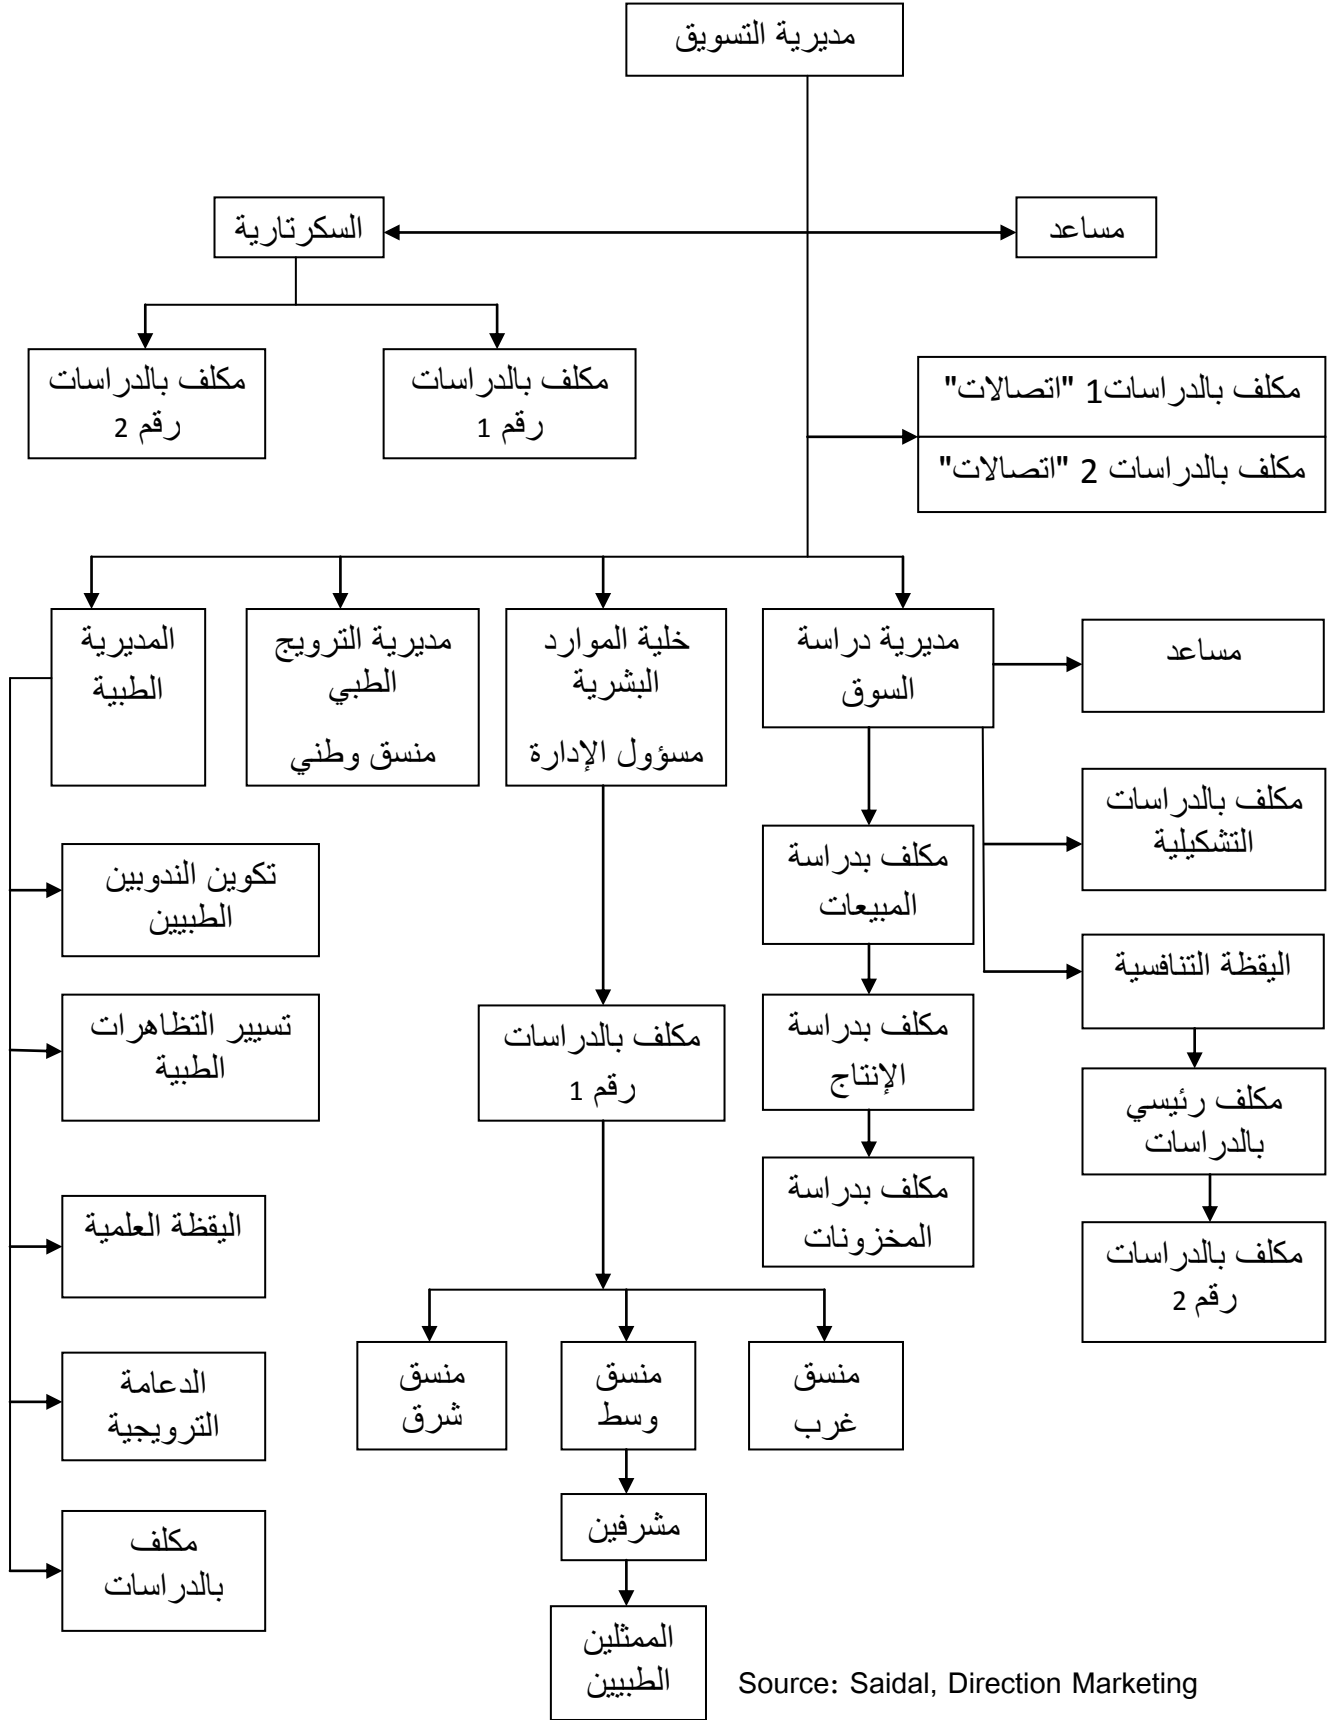 مديرية التسويق
مساعد
السكرتارية
مكلف بالدراسات
رقم 1
مكلف بالدراسات
رقم 2
مكلف بالدراسات1 "اتصالات"
مكلف بالدراسات 2 "اتصالات"
مديرية دراسة
السوق
خلية الموارد
البشرية
مسؤول الإدارة
مديرية الترويج
الطبي
منسق وطني
المديرية
الطبية
مساعد
مكلف بالدراسات
التشكيلية
اليقظة التنافسية
مكلف رئيسي
بالدراسات
مكلف بالدراسات
رقم 2
مكلف بدراسة
المبيعات
مكلف بدراسة
الإنتاج
مكلف بدراسة
المخزونات
مكلف بالدراسات
رقم 1
منسق
غرب
منسق
وسط
منسق
شرق
مشرفين
الممثلين
الطبيين
تكوين الندوبين
الطبيين
تسيير التظاهرات
الطبية
اليقظة العلمية
الدعامة
الترويجية
مكلف
بالدراسات
Source: Saidal, Direction Marketing